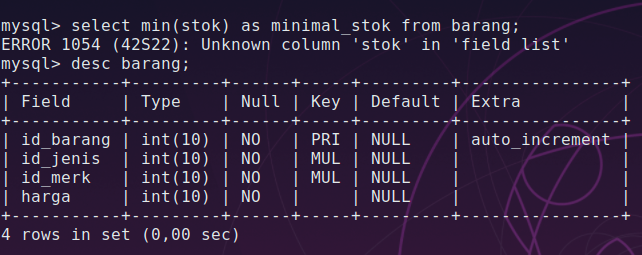 mysql> select min(stok) as minimal_stok from barang;
ERROR 1054 (42S22): Unknown column 'stok' in 'field list'
mysql> desc barang;
+-----------+---------+------+-----+---------+----------------+
| Field     | Type    | Null | Key | Default | Extra          |
+-----------+---------+------+-----+---------+----------------+
| id_barang | int(10) | NO   | PRI | NULL    | auto_increment |
| id_jenis  | int(10) | NO   | MUL | NULL    |                |
| id_merk   | int(10) | NO   | MUL | NULL    |                |
| harga     | int(10) | NO   |     | NULL    |                |
+-----------+---------+------+-----+---------+----------------+
4 rows in set (0,00 sec)